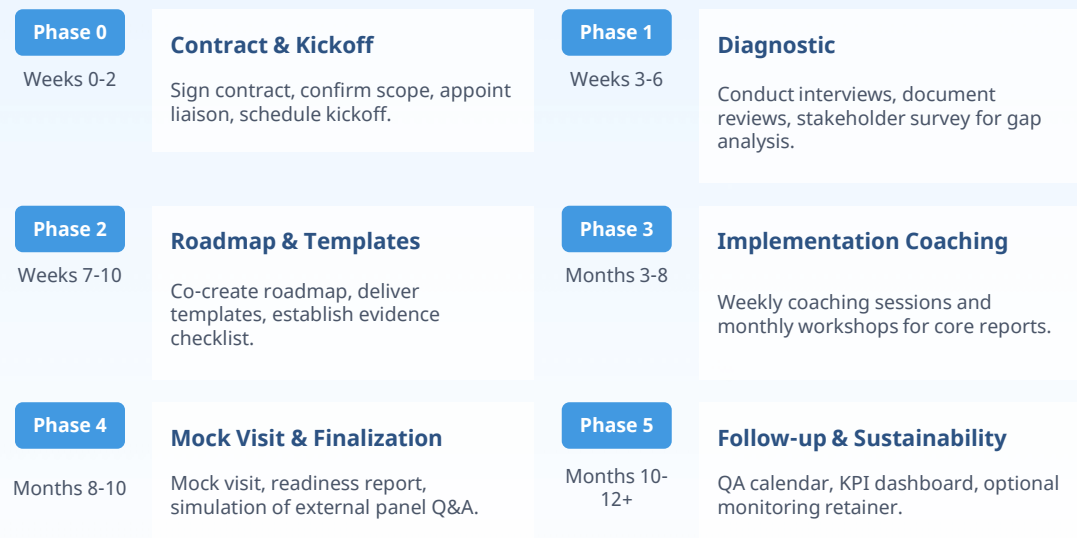 Phase 0
Weeks 0-2
Contract & Kickoff
Sign contract, confirm scope, appoint
liaison, schedule kickoff.
Phase 1
Weeks 3-6
Diagnostic
Conduct interviews, document
reviews, stakeholder survey for gap
analysis.
Phase 2
Weeks 7-10
Roadmap & Templates
Co-create roadmap, deliver
templates, establish evidence
checklist.
Phase 3
Months 3-8
Implementation Coaching
Weekly coaching sessions and
monthly workshops for core reports.
Phase 4
Months 8-10
Mock Visit & Finalization
Mock visit, readiness report,
simulation of external panel Q&A.
Phase 5
Months 10-
12+
Follow-up & Sustainability
QA calendar, KPI dashboard, optional
monitoring retainer.